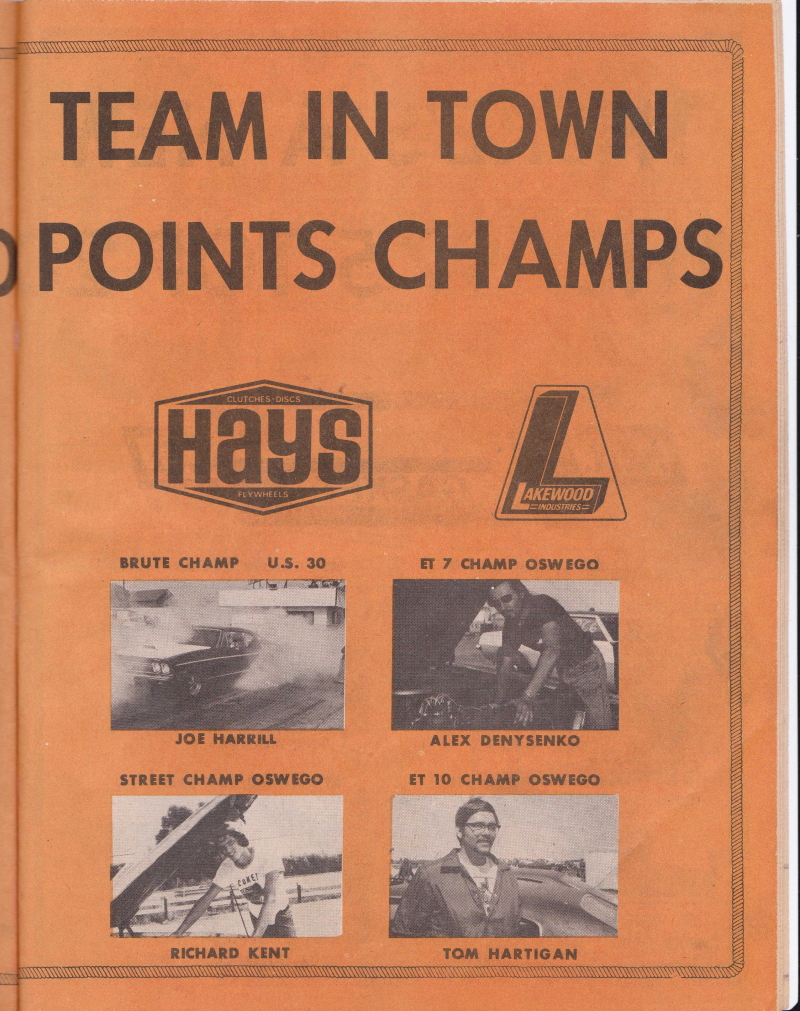 TEAM IN TOWN
POINTS CHAMPS
CLUTCHES-DISCS
Hays
FLYWHEELS
LAKEWOOD
INDUSTRIES
BRUTE CHAMP U.S. 30
ET 7 CHAMP OSWEGO
JOE HARRILL
ALEX DENYSENKO
STREET CHAMP OSWEGO
ET 10 CHAMP OSWEGO
COKE!
RICHARD KENT
TOM HARTIGAN